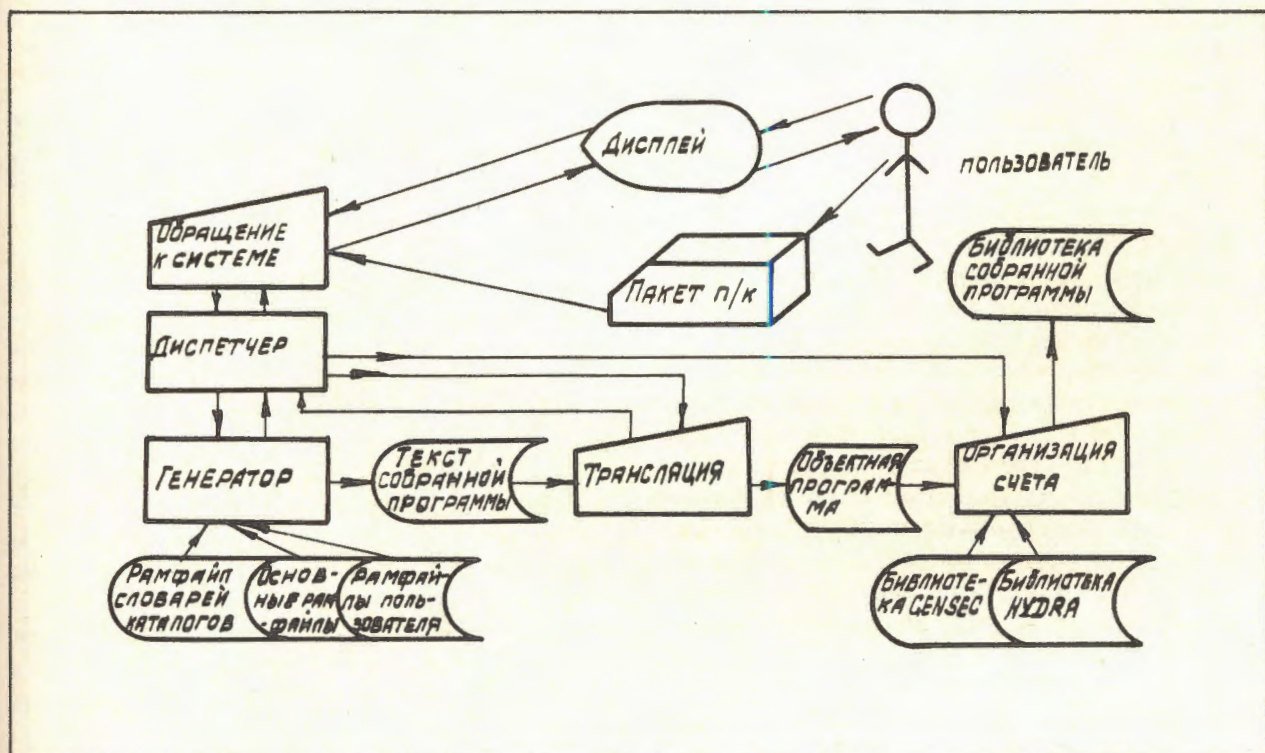 Дисплей
пользователь
Обращение
к системе
Пакет п/к
Библиотека
собранной
программы
Диспетчер
Генератор
Текст
собранной
программы
Трансляция
Объектная
програм-
ма
Организация
счета
Рамфайл
словарей
каталогов
Основ-
ные рам
-файлы
Рамфай-
лы поль-
зователя
Библиоте-
ка GENSEC
Библиотека
HYDRA